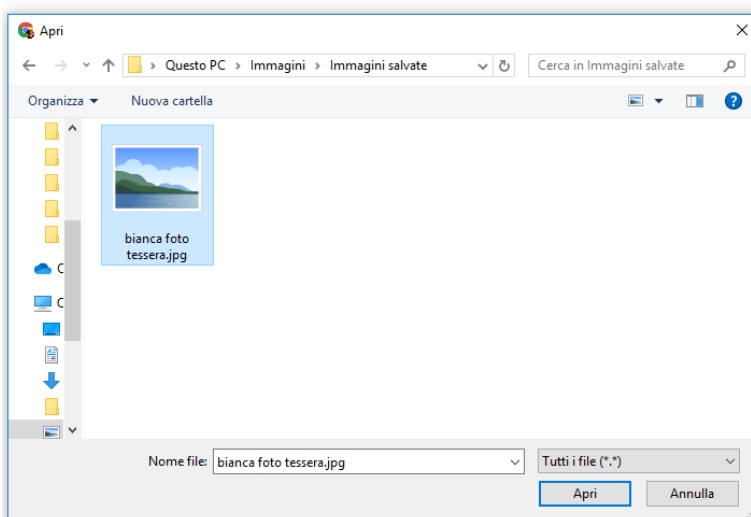 Apri
Questo PC > Immagini > Immagini salvate
Cerca in Immagini salvate
Organizza
Nuova cartella
?
C
C
bianca foto
tessera.jpg
Nome file: bianca foto tessera.jpg
Tutti i file (*.*)
Apri
Annulla